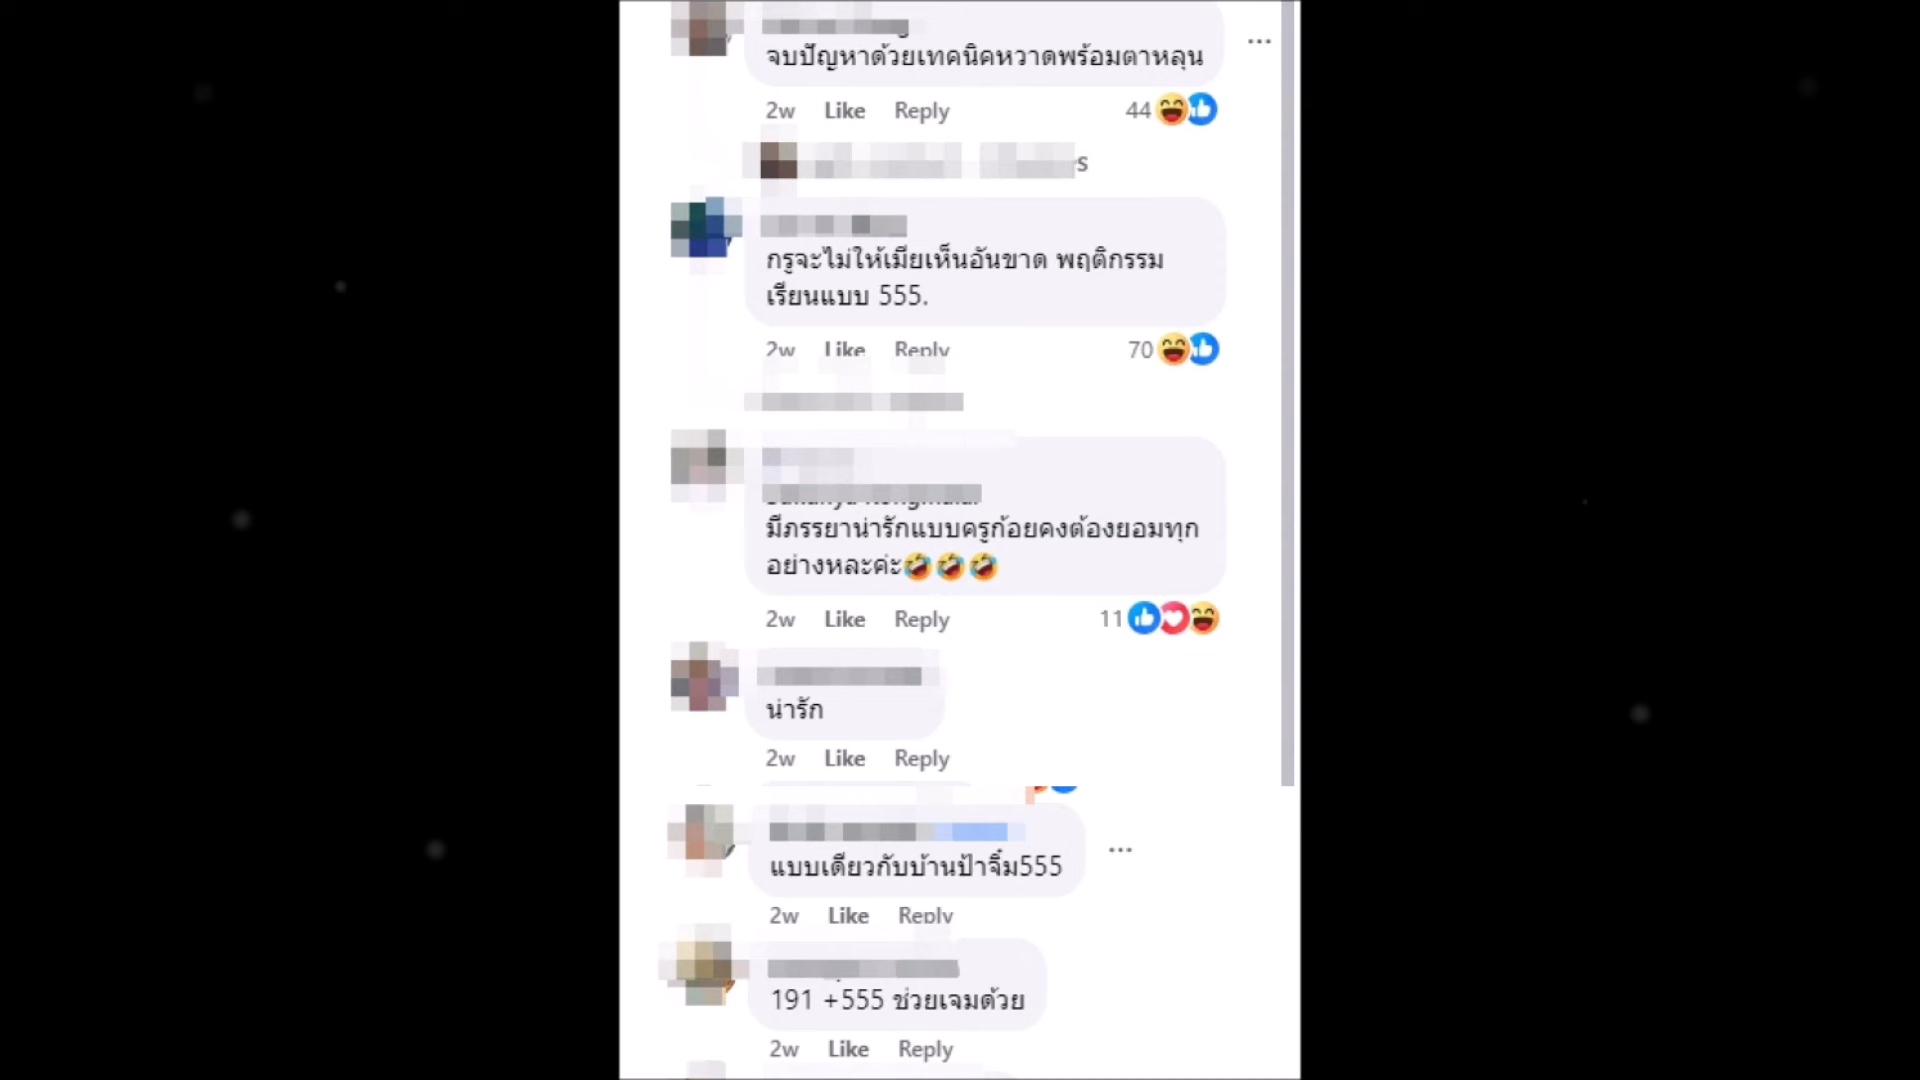 จบปัญหาด้วยเทคนิคหวาดพร้อมตาหลุน
2w Like Reply 44
กรูจะไม่ให้เมียเห็นอันขาด พฤติกรรม
เรียนแบบ 555.
2w Like Reply 70
มีภรรยาน่ารักแบบครูก้อยคงต้องยอมทุก
อย่างหละค่ะ🤣🤣🤣
2w Like Reply 11
น่ารัก
2w Like Reply
แบบเดียวกับบ้านป้าจิ๋ม555
2w Like Reply
191 +555 ช่วยเจมด้วย
2w Like Reply